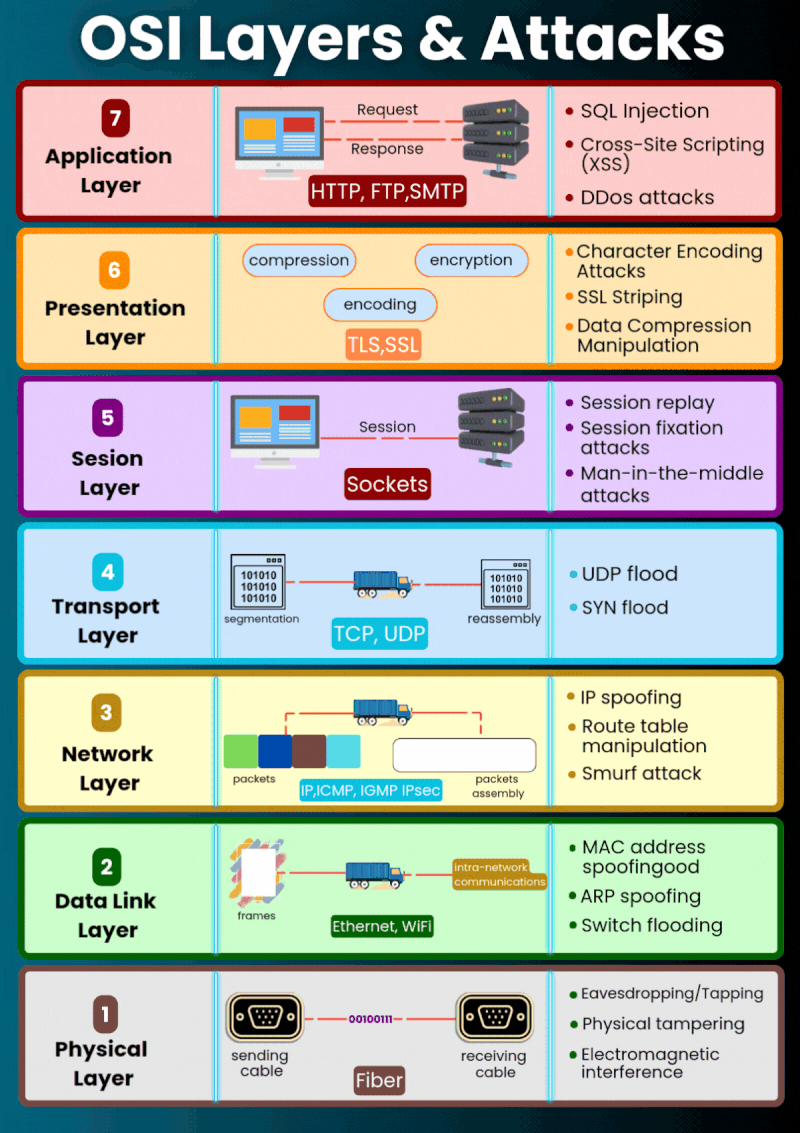 OSI Layers & Attacks
7
Application
Layer
Request
Response
HTTP, FTP,SMTP
SQL Injection
Cross-Site Scripting
(XSS)
DDos attacks
6
Presentation
Layer
compression
encryption
encoding
TLS,SSL
Character Encoding
Attacks
SSL Striping
Data Compression
Manipulation
5
Sesion
Layer
Session
Sockets
Session replay
Session fixation
attacks
Man-in-the-middle
attacks
4
Transport
Layer
101010
101010
101010
segmentation
TCP, UDP
101010
101010
101010
reassembly
UDP flood
SYN flood
3
Network
Layer
packets
IP,ICMP, IGMP IPsec
packets
assembly
IP spoofing
Route table
manipulation
Smurf attack
2
Data Link
Layer
frames
Ethernet, WiFi
intra-network
communications
MAC address
spoofingood
ARP spoofing
Switch flooding
1
Physical
Layer
sending
cable
00100111
Fiber
receiving
cable
Eavesdropping/Tapping
Physical tampering
Electromagnetic
interference